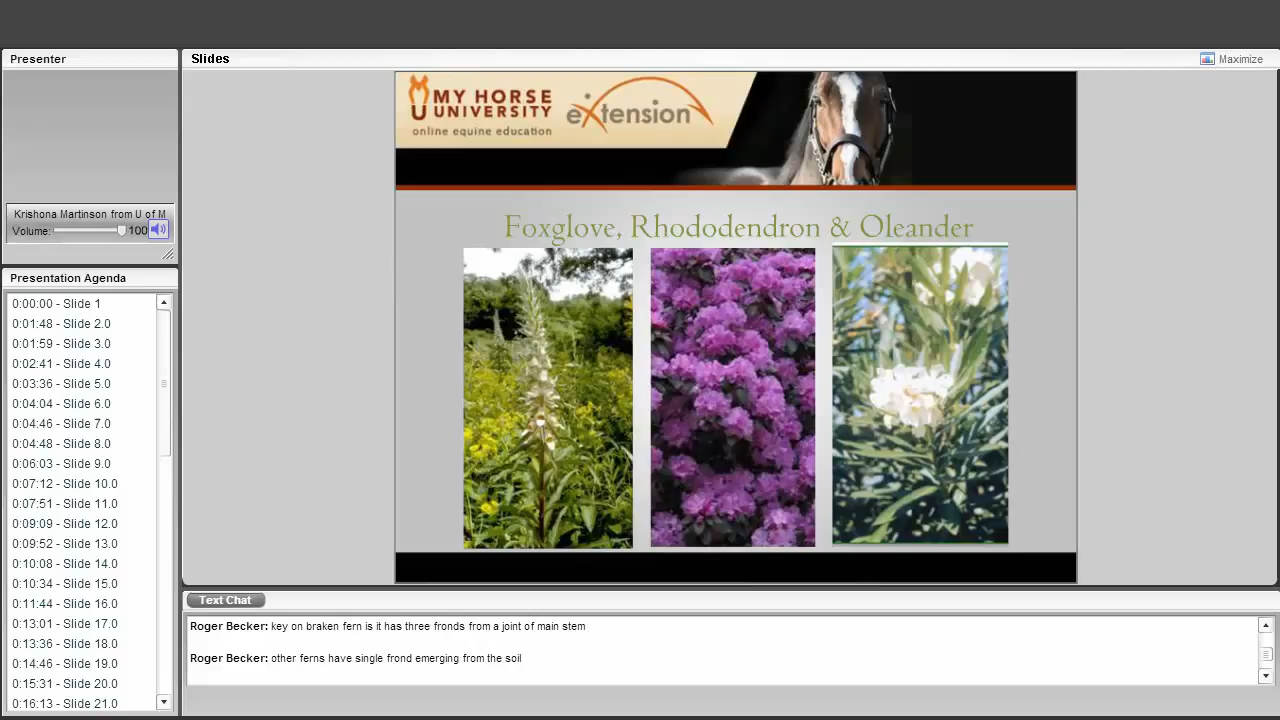 Presenter
Krishona Martinson from U of M
Volume: 100
Presentation Agenda
0:00:00 - Slide 1
0:01:48 - Slide 2.0
0:01:59 - Slide 3.0
0:02:41 - Slide 4.0
0:03:36 - Slide 5.0
0:04:04 - Slide 6.0
0:04:46 - Slide 7.0
0:04:48 - Slide 8.0
0:06:03 - Slide 9.0
0:07:12 - Slide 10.0
0:07:51 - Slide 11.0
0:09:09 - Slide 12.0
0:09:52 - Slide 13.0
0:10:08 - Slide 14.0
0:10:34 - Slide 15.0
0:11:44 - Slide 16.0
0:13:01 - Slide 17.0
0:13:36 - Slide 18.0
0:14:46 - Slide 19.0
0:15:31 - Slide 20.0
0:16:13 - Slide 21.0
Slides
Maximize
MY HORSE
UNIVERSITY
online equine education
eXtension
Foxglove, Rhododendron & Oleander
Text Chat
Roger Becker: key on braken fern is it has three fronds from a joint of main stem
Roger Becker: other ferns have single frond emerging from the soil